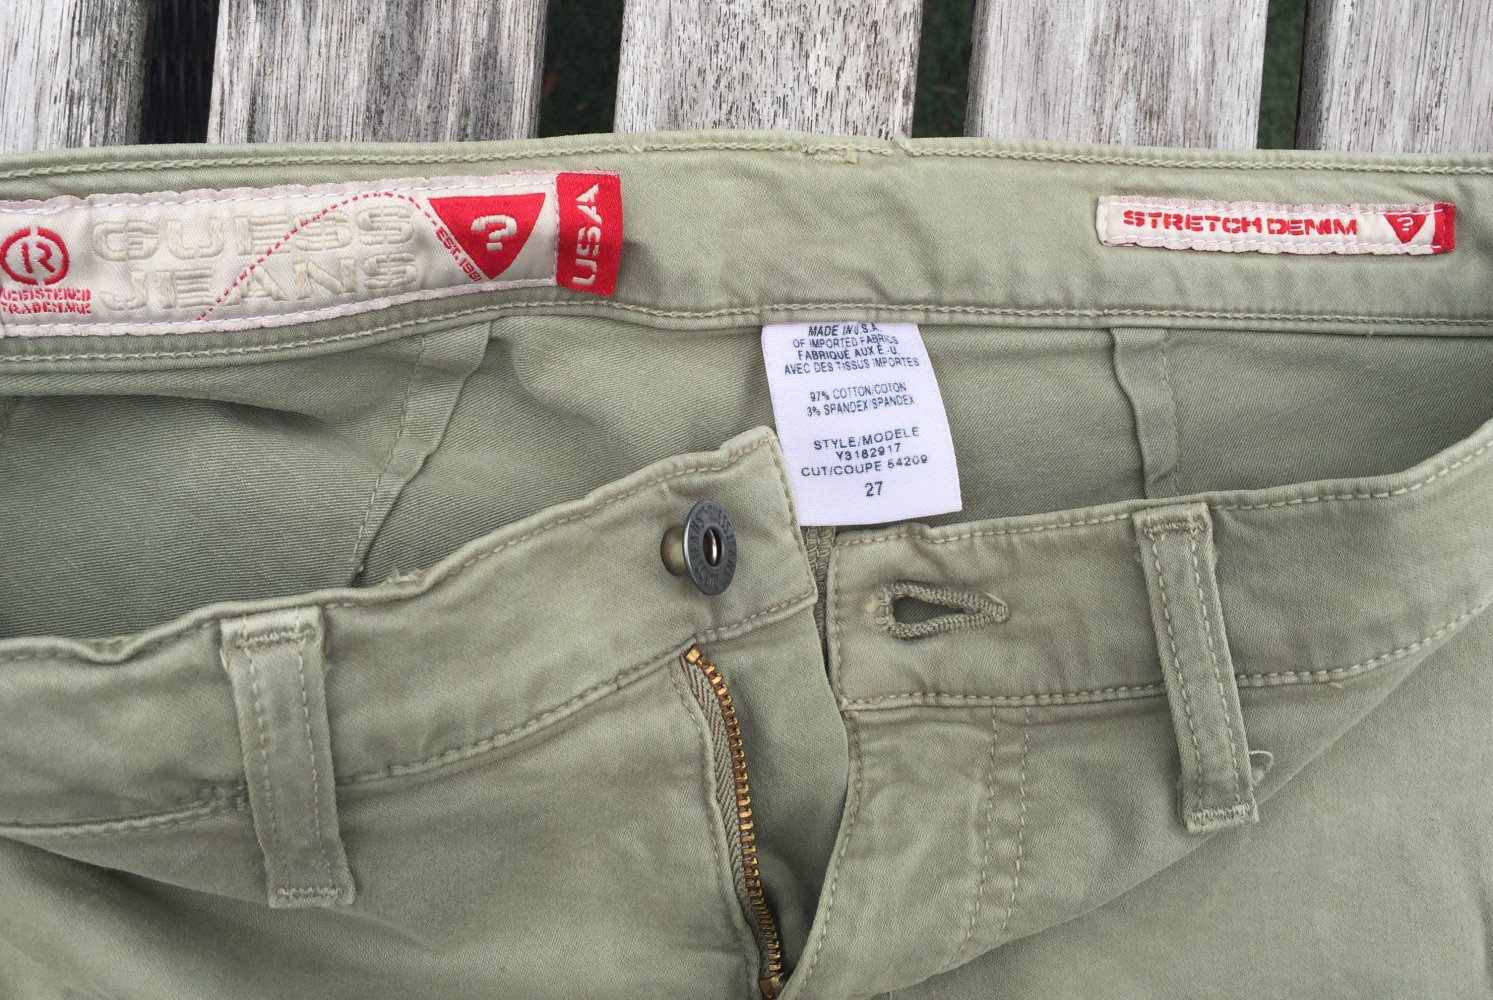 R
REGISTERED
TRADEMARK
GUESS
JEANS
?
EST.1981
USA
STRETCH DENIM
?
MADE IN U.S.A.
OF IMPORTED FABRICS
FABRIQUÉ AUX É.-U.
AVEC DES TISSUS IMPORTÉS
97% COTTON/COTON
3% SPANDEX/SPANDEX
STYLE/MODELE
Y3182917
CUT/COUPE 54209
27